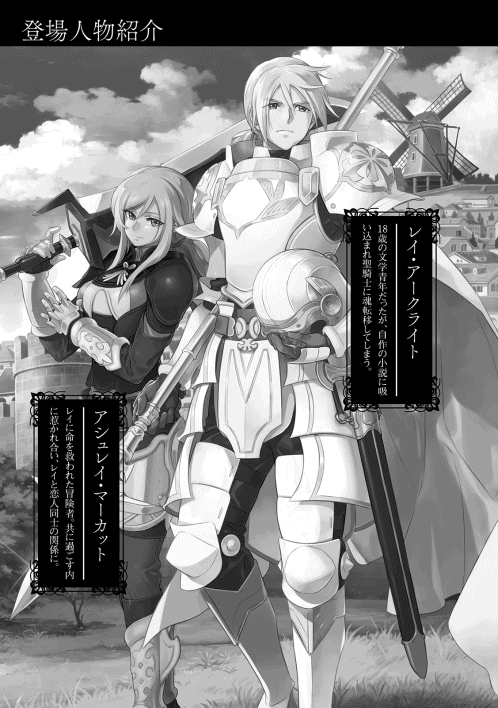 登場人物紹介
レイ・アークライト
18歳の文学青年だったが、自作の小説に吸
い込まれ聖騎士に魂転移してしまう。
アシュレイ・マーカット
レイに命を救われた冒険者。共に過ごす内
に惹かれ合い、レイと恋人同士の関係に。